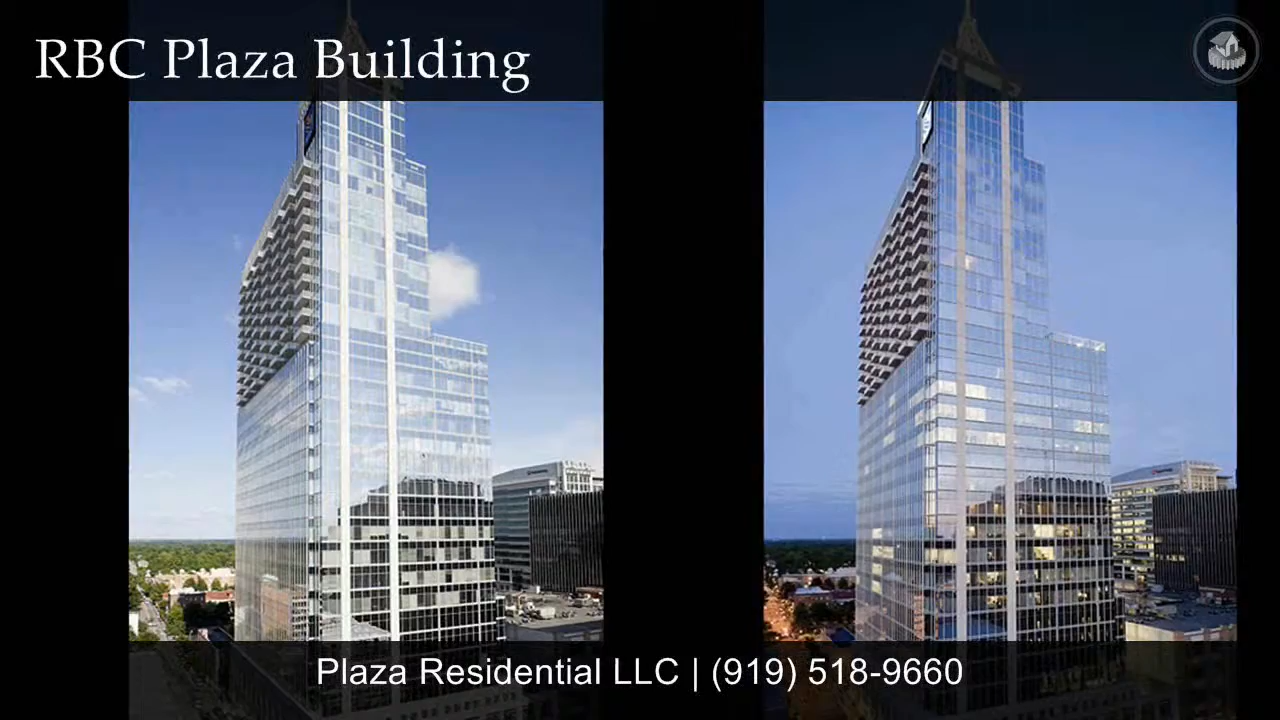 RBC Plaza Building
Plaza Residential LLC | (919) 518-9660